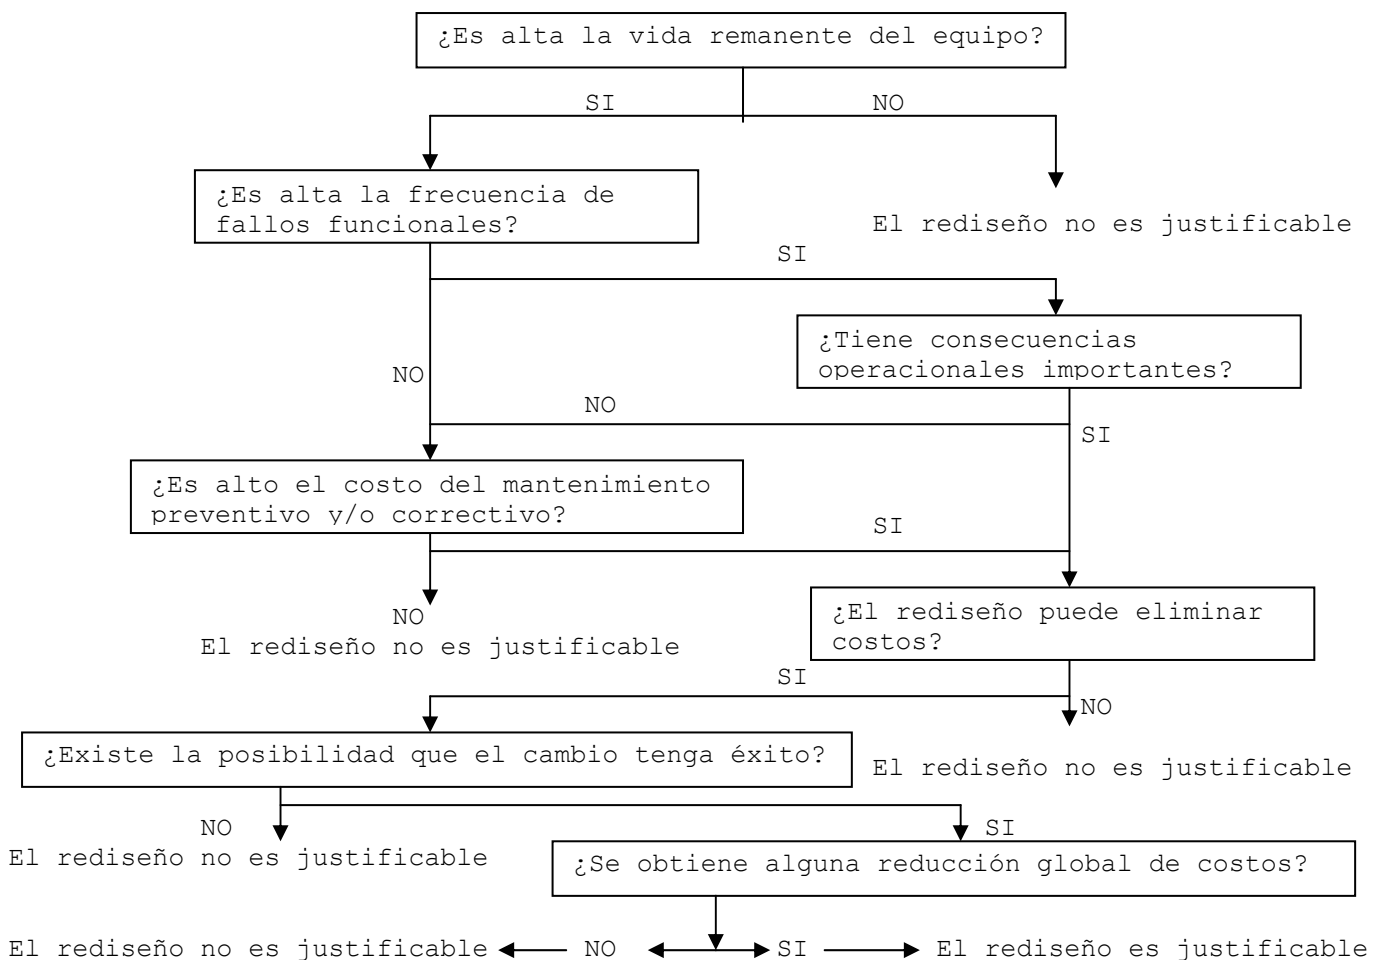 ¿Es alta la vida remanente del equipo?
SI
NO
¿Es alta la frecuencia de
fallos funcionales?
El rediseño no es justificable
SI
¿Tiene consecuencias
operacionales importantes?
NO
NO
SI
¿Es alto el costo del mantenimiento
preventivo y/o correctivo?
SI
NO
El rediseño no es justificable
¿El rediseño puede eliminar
costos?
SI
NO
¿Existe la posibilidad que el cambio tenga éxito?
El rediseño no es justificable
NO
SI
El rediseño no es justificable
¿Se obtiene alguna reducción global de costos?
El rediseño no es justificable
NO
SI
El rediseño es justificable